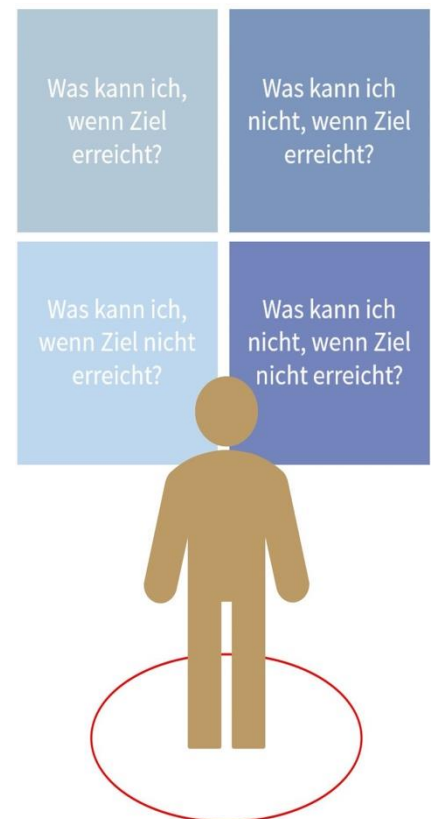 Was kann ich,
wenn Ziel
erreicht?
Was kann ich
nicht, wenn Ziel
erreicht?
Was kann ich,
wenn Ziel nicht
erreicht?
Was kann ich
nicht, wenn Ziel
nicht erreicht?